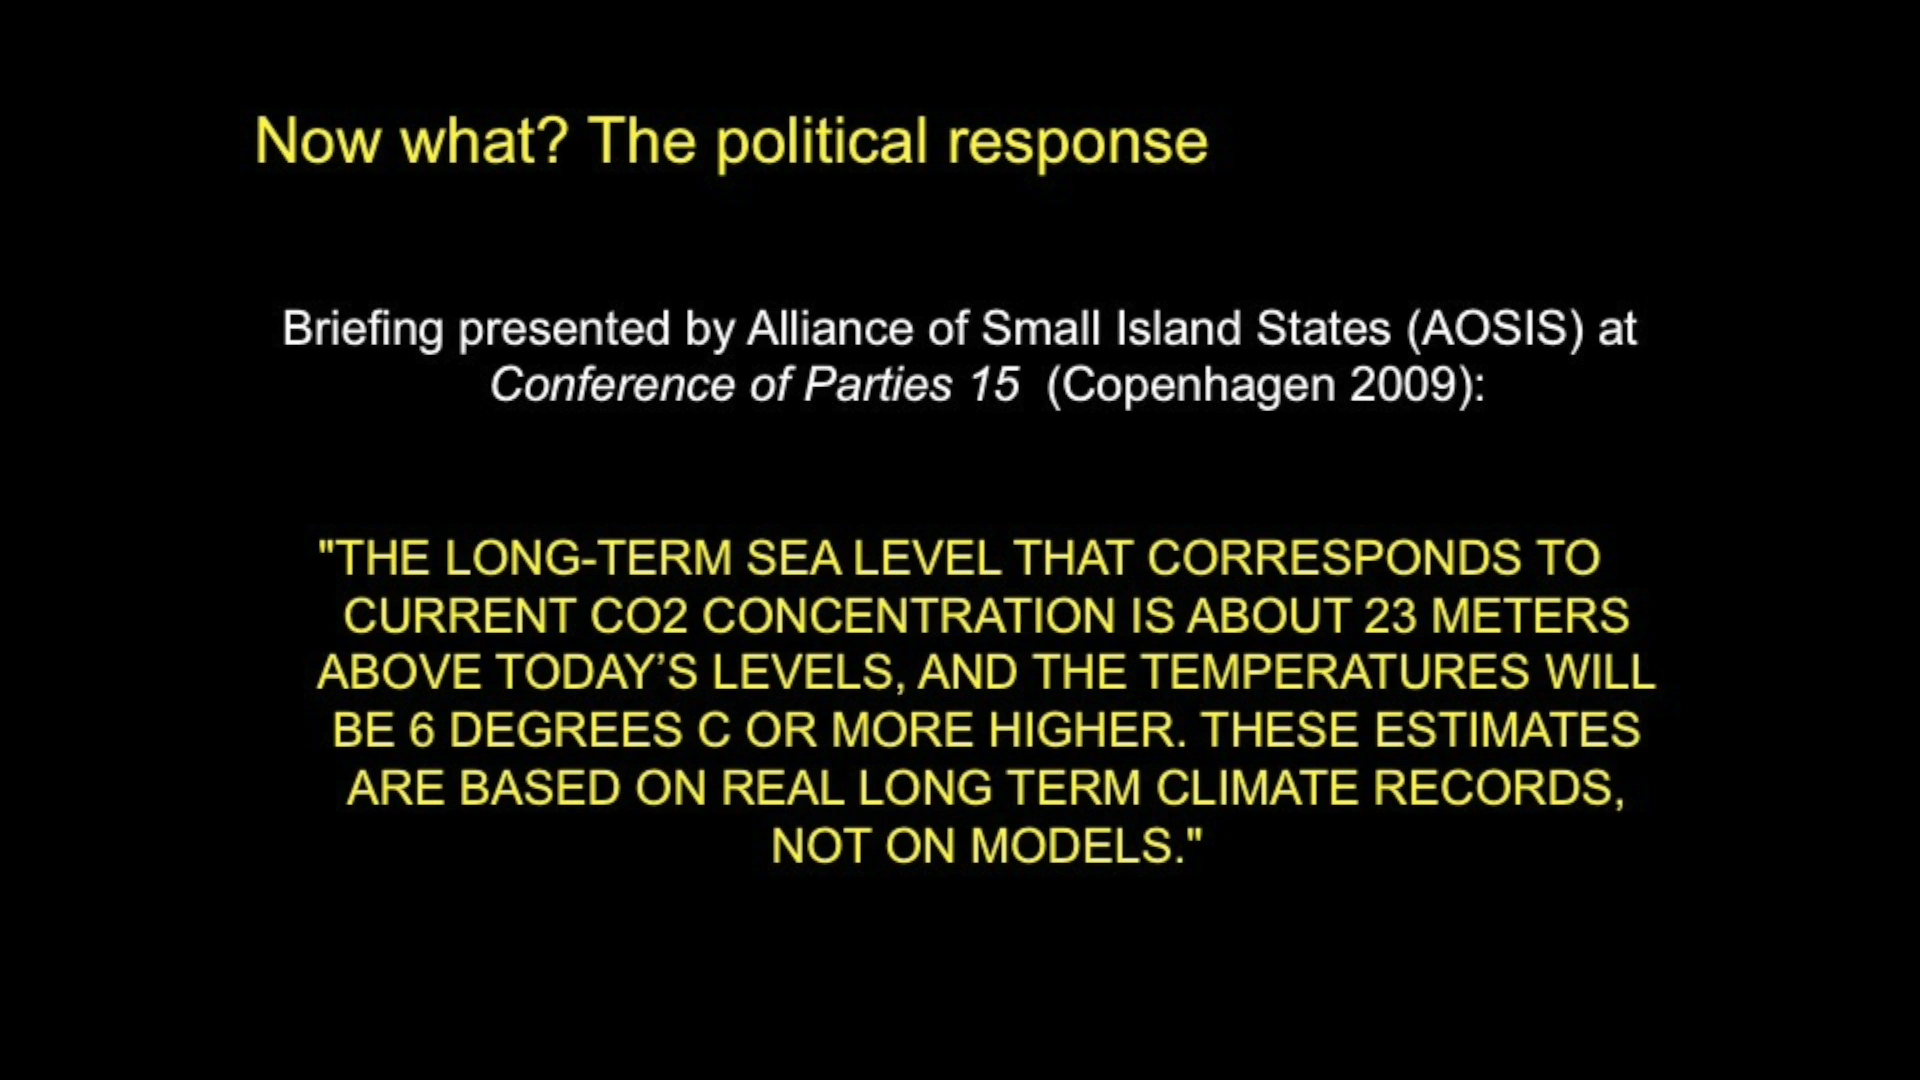 Now what? The political response
Briefing presented by Alliance of Small Island States (AOSIS) at
Conference of Parties 15 (Copenhagen 2009):
"THE LONG-TERM SEA LEVEL THAT CORRESPONDS TO
CURRENT CO2 CONCENTRATION IS ABOUT 23 METERS
ABOVE TODAY’S LEVELS, AND THE TEMPERATURES WILL
BE 6 DEGREES C OR MORE HIGHER. THESE ESTIMATES
ARE BASED ON REAL LONG TERM CLIMATE RECORDS,
NOT ON MODELS."